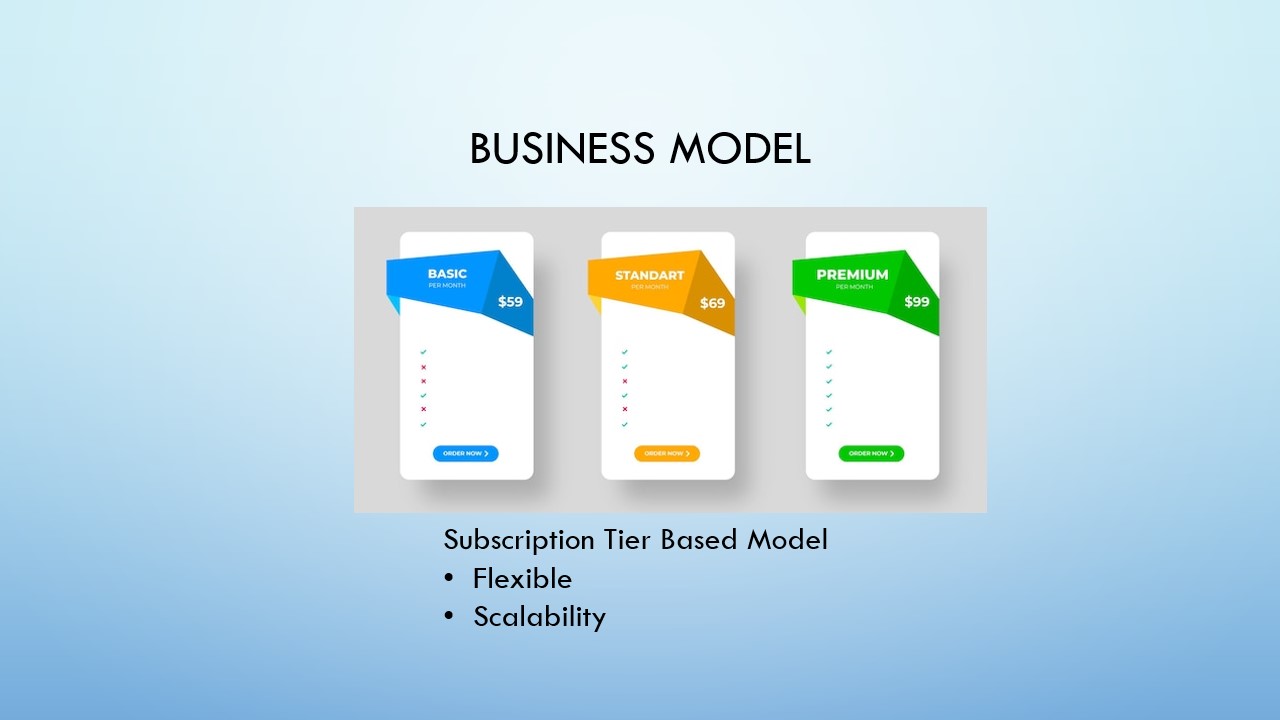 BUSINESS MODEL
BASIC
PER MONTH
$59
ORDER NOW ❯
STANDART
PER MONTH
$69
ORDER NOW ❯
PREMIUM
PER MONTH
$99
ORDER NOW ❯
Subscription Tier Based Model
• Flexible
• Scalability